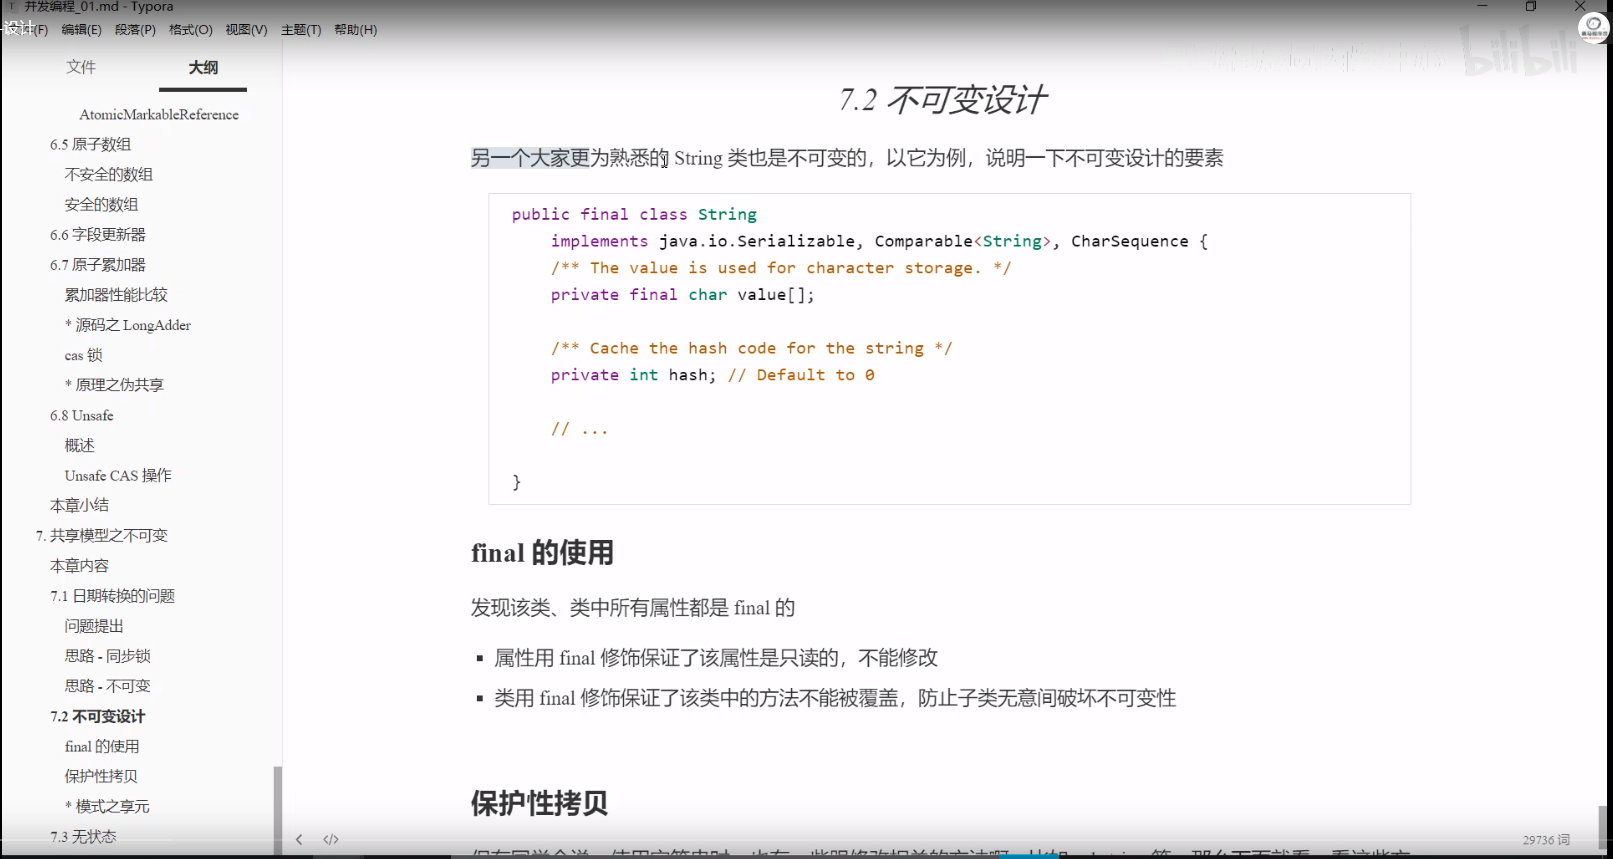 并发编程_01.md - Typora
设计(F) 编辑(E) 段落(P) 格式(O) 视图(V) 主题(T) 帮助(H)
bilibili
文件 大纲
AtomicMarkableReference
6.5 原子数组
不安全的数组
安全的数组
6.6 字段更新器
6.7 原子累加器
累加器性能比较
* 源码之 LongAdder
cas 锁
* 原理之伪共享
6.8 Unsafe
概述
Unsafe CAS 操作
本章小结
7. 共享模型之不可变
本章内容
7.1 日期转换的问题
问题提出
思路 - 同步锁
思路 - 不可变
7.2 不可变设计
final 的使用
保护性拷贝
* 模式之享元
7.3 无状态
7.2 不可变设计
另一个大家更为熟悉的 String 类也是不可变的，以它为例，说明一下不可变设计的要素
public final class String
implements java.io.Serializable, Comparable<String>, CharSequence {
/** The value is used for character storage. */
private final char value[];
/** Cache the hash code for the string */
private int hash; // Default to 0
// ...
}
final 的使用
发现该类、类中所有属性都是 final 的
▪ 属性用 final 修饰保证了该属性是只读的，不能修改
▪ 类用 final 修饰保证了该类中的方法不能被覆盖，防止子类无意间破坏不可变性
保护性拷贝
29736 词